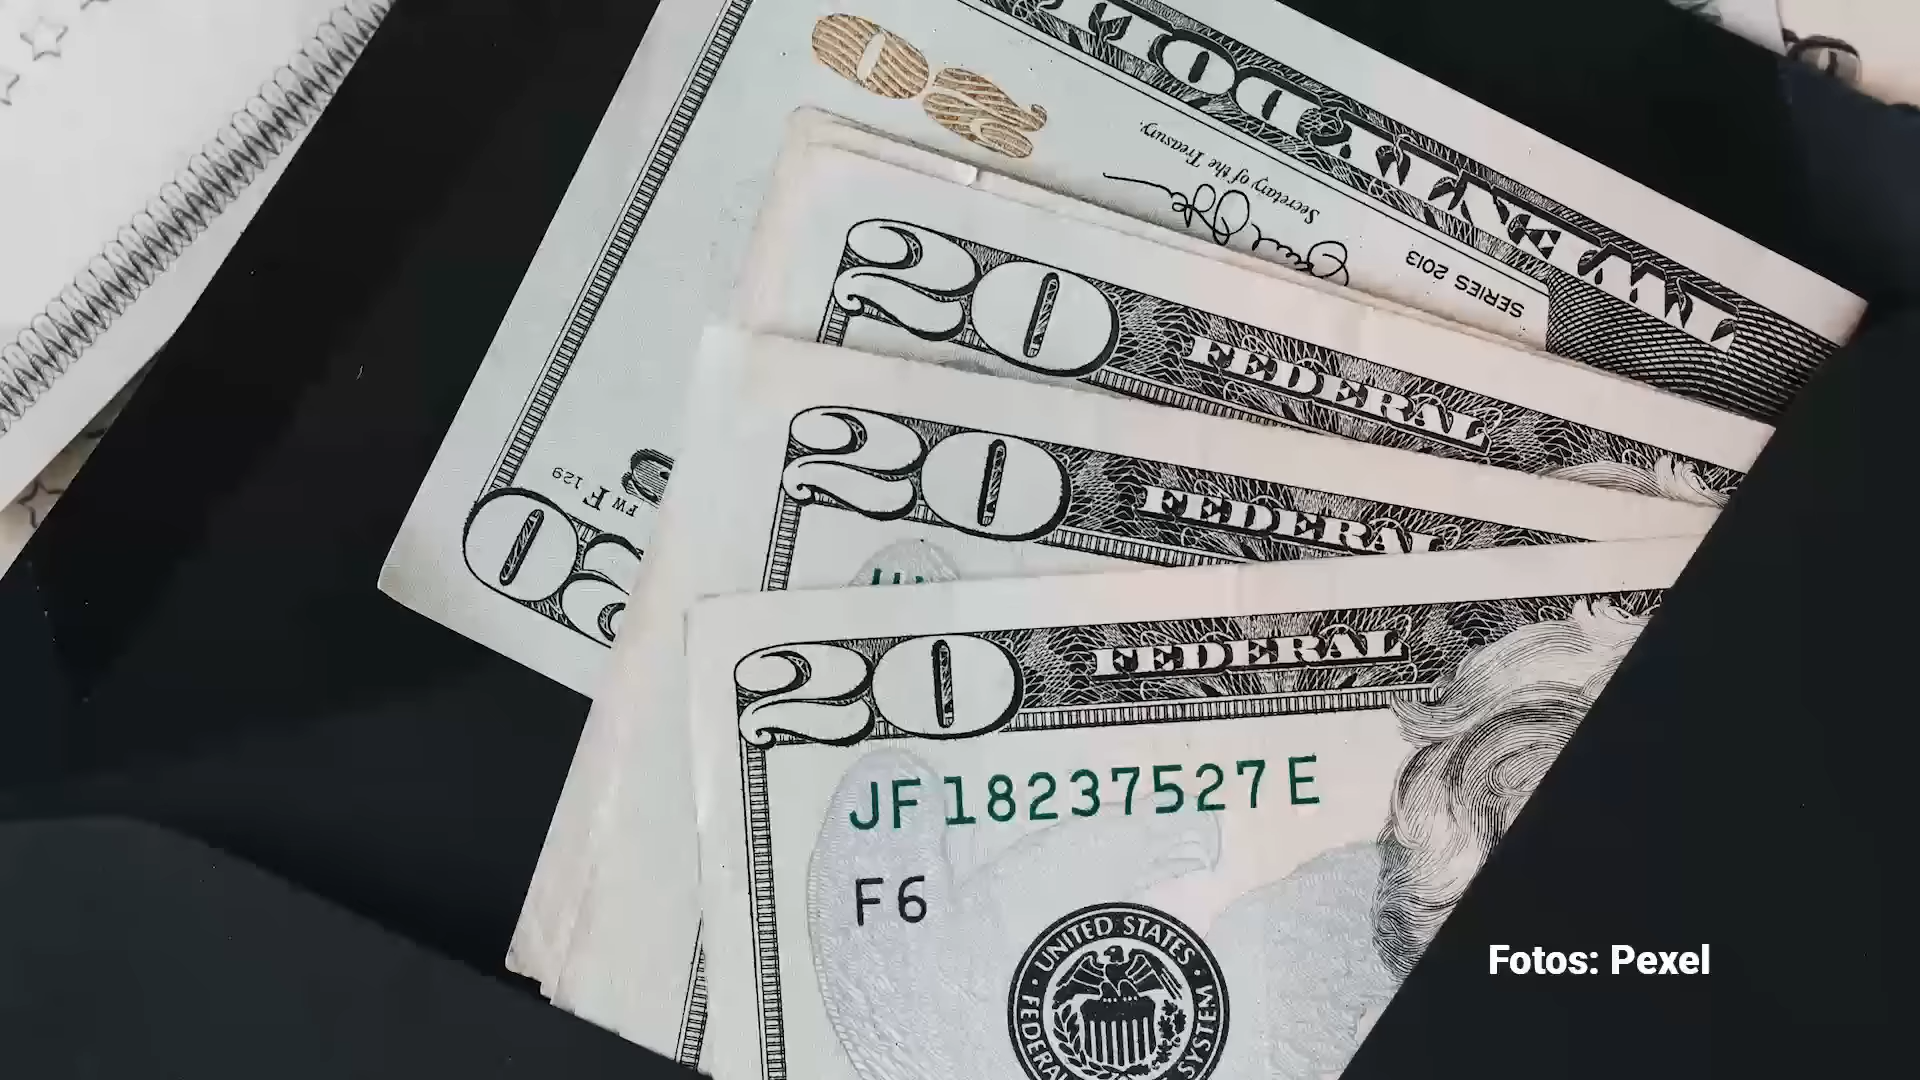 TWENTY DOL
20
Secretary of the Treasury.
SERIES 2013
20 FEDERAL
20 FEDERAL
FW F 129
20
20 FEDERAL
JF 18237527 E
F6
UNITED STATES
FEDERAL
SYSTEM
Fotos: Pexel